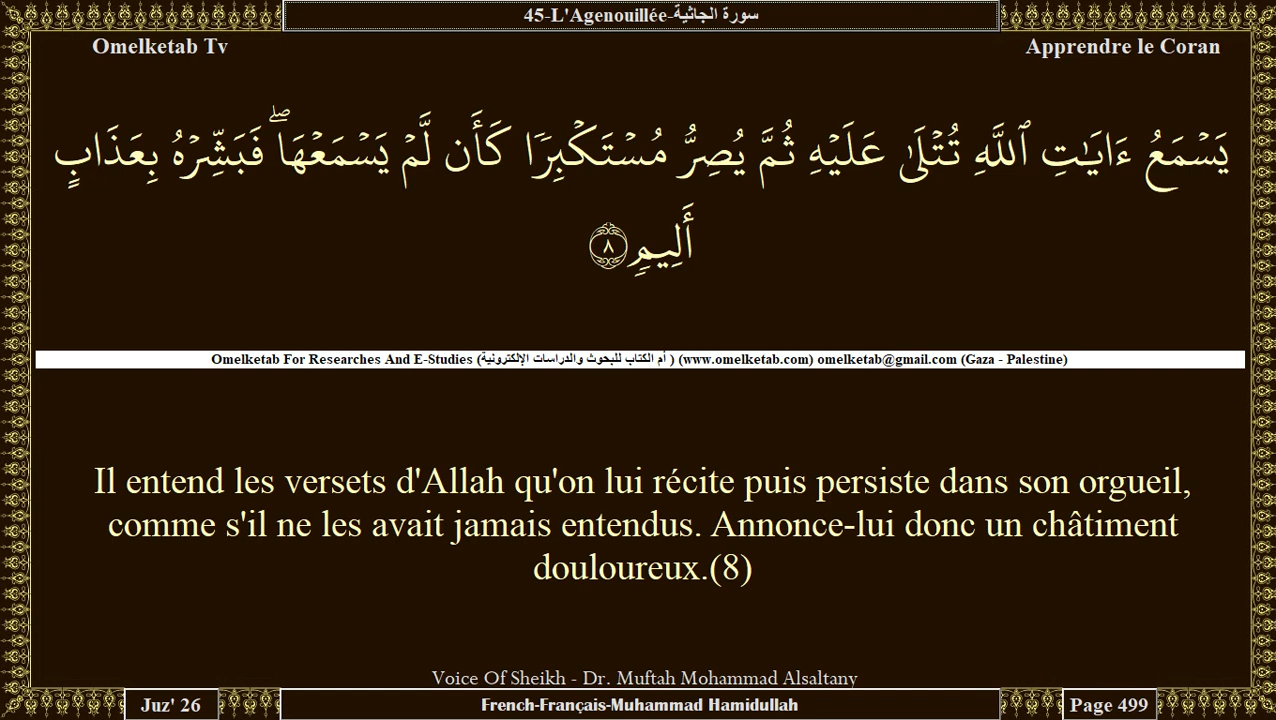 45-L'Agenouillée-سورة الجاثية
Omelketab Tv
Apprendre le Coran
يَسۡمَعُ ءَايَٰتِ ٱللَّهِ تُتۡلَىٰ عَلَيۡهِ ثُمَّ يُصِرُّ مُسۡتَكۡبِرٗا كَأَن لَّمۡ يَسۡمَعۡهَاۖ فَبَشِّرۡهُ بِعَذَابٍ
أَلِيمٖ ٨
Omelketab For Researches And E-Studies (أم الكتاب للبحوث والدراسات الإلكترونية ) (www.omelketab.com) omelketab@gmail.com (Gaza - Palestine)
Il entend les versets d'Allah qu'on lui récite puis persiste dans son orgueil,
comme s'il ne les avait jamais entendus. Annonce-lui donc un châtiment
douloureux.(8)
Voice Of Sheikh - Dr. Muftah Mohammad Alsaltany
Juz' 26
French-Français-Muhammad Hamidullah
Page 499